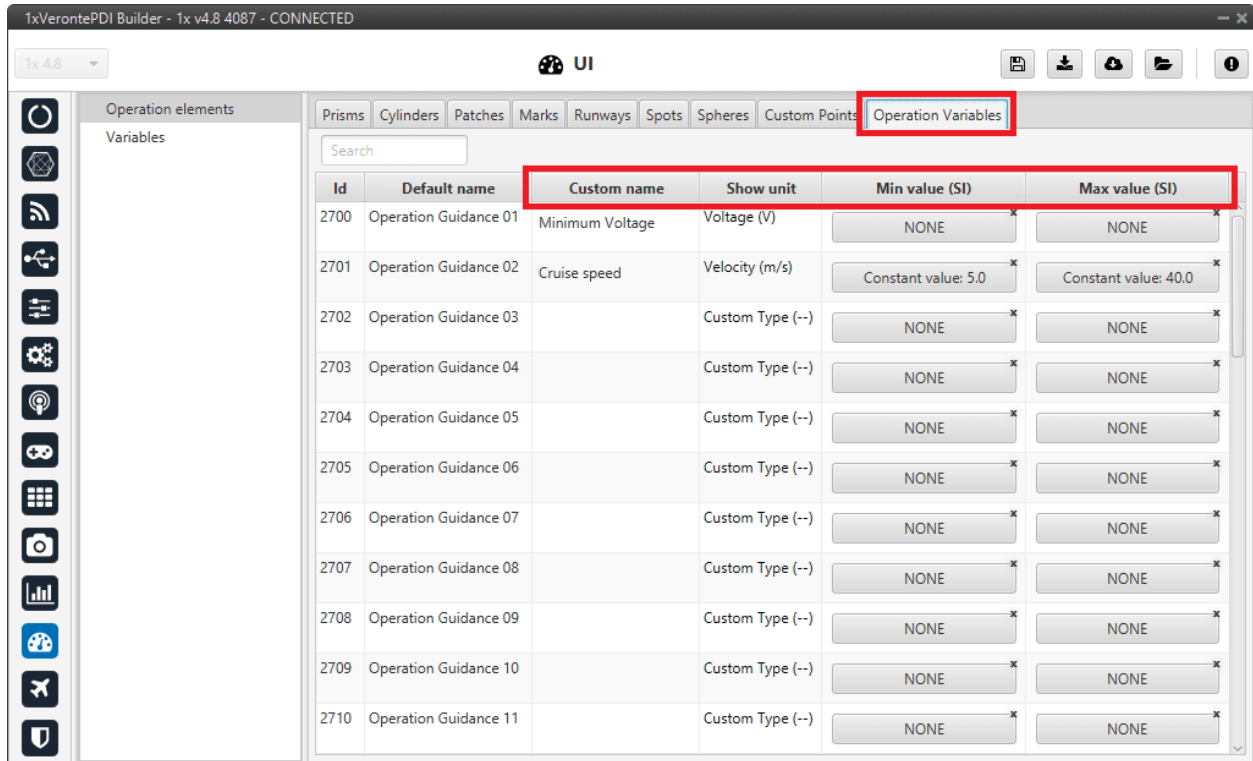 1xVerontePDI Builder - 1x v4.8 4087 - CONNECTED
1x 4.8
UI
Operation elements
Variables
Prisms Cylinders Patches Marks Runways Spots Spheres Custom Points Operation Variables
Search
Id Default name Custom name Show unit Min value (SI) Max value (SI)
2700 Operation Guidance 01 Minimum Voltage Voltage (V) NONE NONE
2701 Operation Guidance 02 Cruise speed Velocity (m/s) Constant value: 5.0 Constant value: 40.0
2702 Operation Guidance 03 Custom Type (--) NONE NONE
2703 Operation Guidance 04 Custom Type (--) NONE NONE
2704 Operation Guidance 05 Custom Type (--) NONE NONE
2705 Operation Guidance 06 Custom Type (--) NONE NONE
2706 Operation Guidance 07 Custom Type (--) NONE NONE
2707 Operation Guidance 08 Custom Type (--) NONE NONE
2708 Operation Guidance 09 Custom Type (--) NONE NONE
2709 Operation Guidance 10 Custom Type (--) NONE NONE
2710 Operation Guidance 11 Custom Type (--) NONE NONE